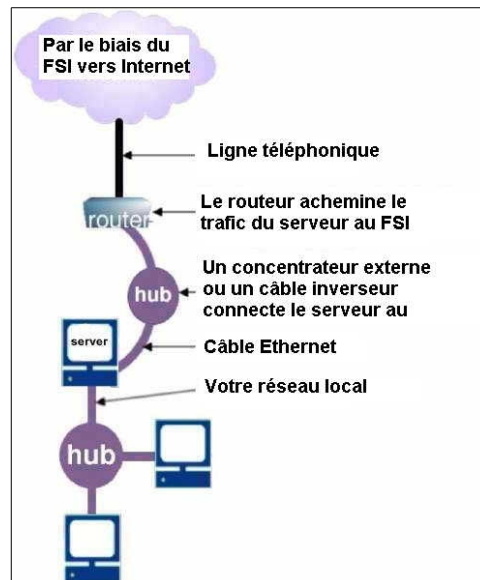 Par le biais du
FSI vers Internet
Ligne téléphonique
router
Le routeur achemine le
trafic du serveur au FSI
hub
Un concentrateur externe
ou un câble inverseur
connecte le serveur au
server
Câble Ethernet
Votre réseau local
hub